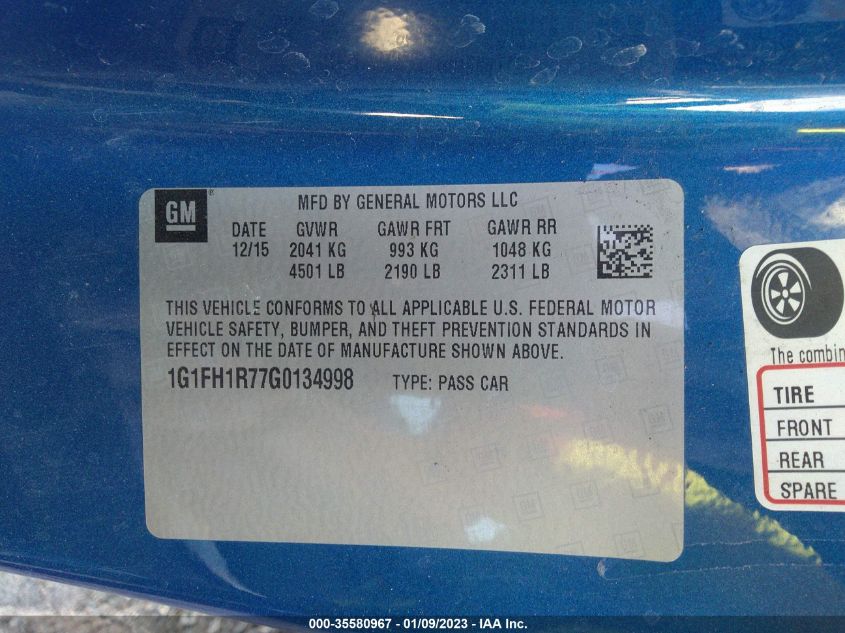 GM
MFD BY GENERAL MOTORS LLC
DATE GVWR GAWR FRT GAWR RR
12/15 2041 KG 993 KG 1048 KG
4501 LB 2190 LB 2311 LB
THIS VEHICLE CONFORMS TO ALL APPLICABLE U.S. FEDERAL MOTOR
VEHICLE SAFETY, BUMPER, AND THEFT PREVENTION STANDARDS IN
EFFECT ON THE DATE OF MANUFACTURE SHOWN ABOVE.
1G1FH1R77G0134998 TYPE: PASS CAR
The combin
TIRE
FRONT
REAR
SPARE
000-35580967 - 01/09/2023 - IAA Inc.